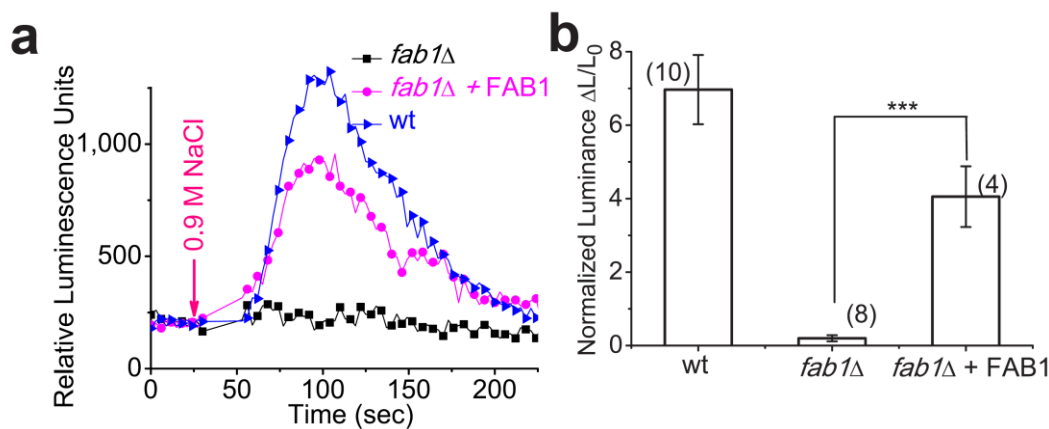 a
fab1Δ
fab1Δ + FAB1
wt
Relative Luminescence Units
1,000
500
0
0.9 M NaCl
0 50 100 150 200
Time (sec)
b
Normalized Luminance ΔL/L0
8
6
4
2
0
(10)
***
(4)
(8)
wt fab1Δ fab1Δ + FAB1